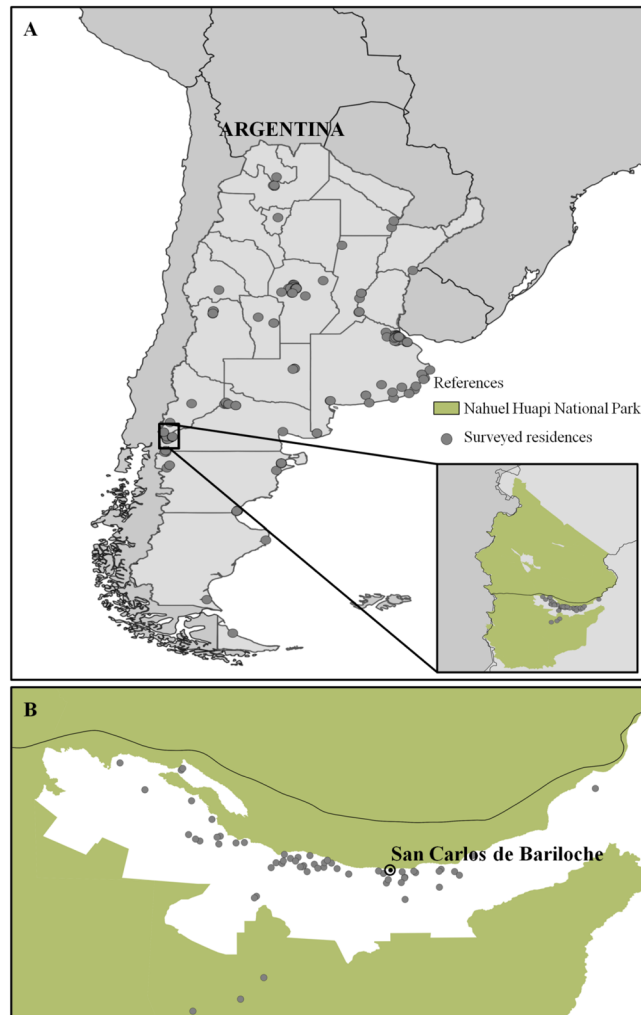 A
ARGENTINA
References
Nahuel Huapi National Park
Surveyed residences
B
San Carlos de Bariloche